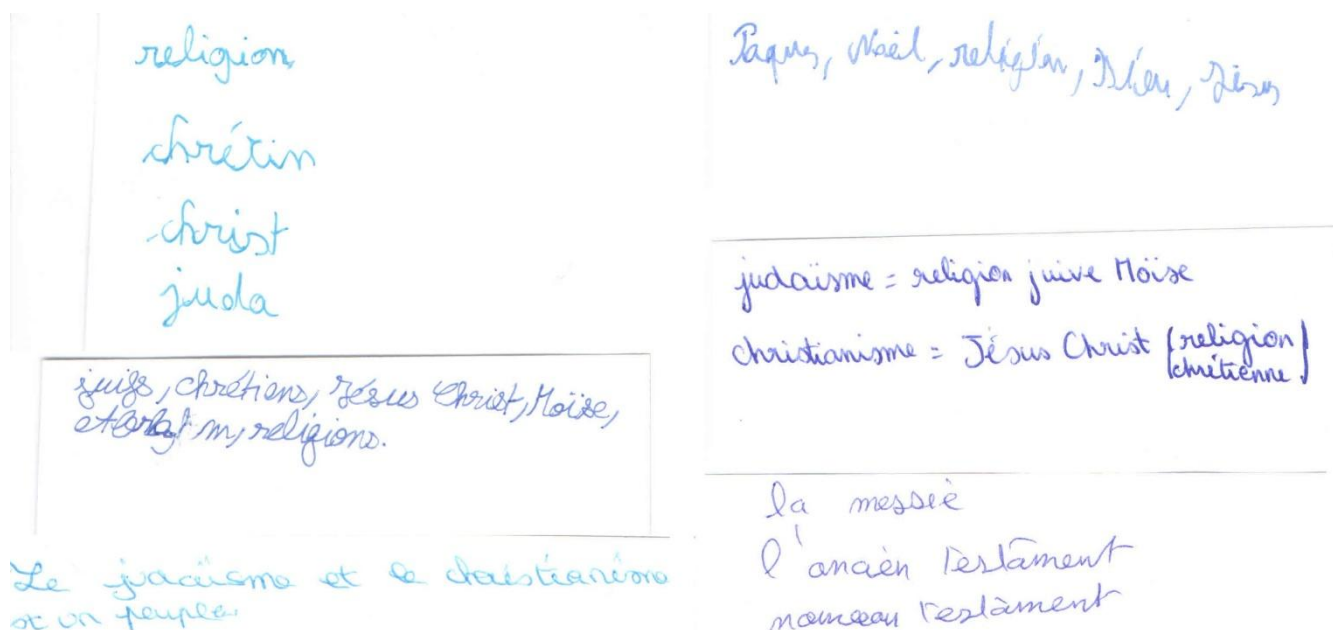 religion
chrétin
christ
juda
juifs, chrétiens, Jésus Christ, Moïse,
religions.
Le judaïsme et le christianisme
est un peuple.
Paques, Noël, religion, Dieu, Jésus
judaïsme = religion juive Moïse
christianisme = Jésus Christ (religion
chrétienne)
la messie
l'ancien testament
nouveau testament